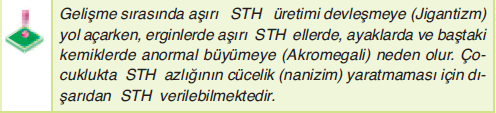 Gelişme sırasında aşırı STH üretimi devleşmeye (Jigantizm)
yol açarken, erginlerde aşırı STH ellerde, ayaklarda ve baştaki
kemiklerde anormal büyümeye (Akromegali) neden olur. Ço-
cuklukta STH azlığının cücelik (nanizim) yaratmaması için dı-
şarıdan STH verilebilmektedir.